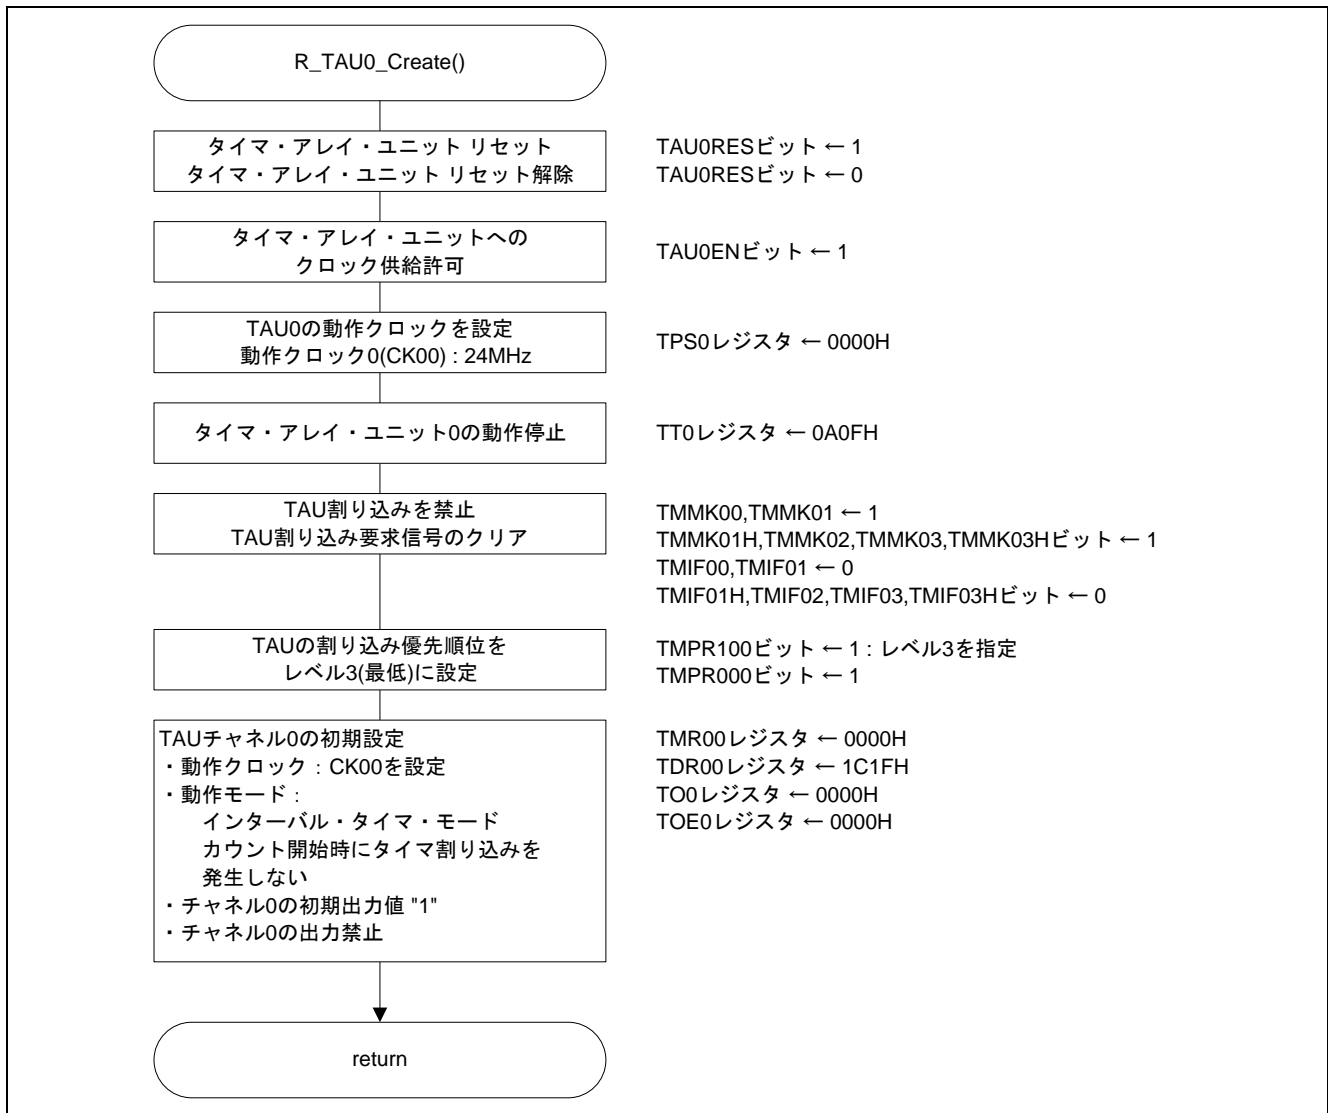 R_TAU0_Create()
タイマ・アレイ・ユニット リセット
タイマ・アレイ・ユニット リセット解除
TAU0RESビット ← 1
TAU0RESビット ← 0
タイマ・アレイ・ユニットへの
クロック供給許可
TAU0ENビット ← 1
TAU0の動作クロックを設定
動作クロック0(CK00) : 24MHz
TPS0レジスタ ← 0000H
タイマ・アレイ・ユニット0の動作停止
TT0レジスタ ← 0A0FH
TAU割り込みを禁止
TAU割り込み要求信号のクリア
TMMK00,TMMK01 ← 1
TMMK01H,TMMK02,TMMK03,TMMK03Hビット ← 1
TMIF00,TMIF01 ← 0
TMIF01H,TMIF02,TMIF03,TMIF03Hビット ← 0
TAUの割り込み優先順位を
レベル3(最低)に設定
TMPR100ビット ← 1 : レベル3を指定
TMPR000ビット ← 1
TAUチャネル0の初期設定
・動作クロック : CK00を設定
・動作モード :
インターバル・タイマ・モード
カウント開始時にタイマ割り込みを
発生しない
・チャネル0の初期出力値 "1"
・チャネル0の出力禁止
TMR00レジスタ ← 0000H
TDR00レジスタ ← 1C1FH
TO0レジスタ ← 0000H
TOE0レジスタ ← 0000H
return